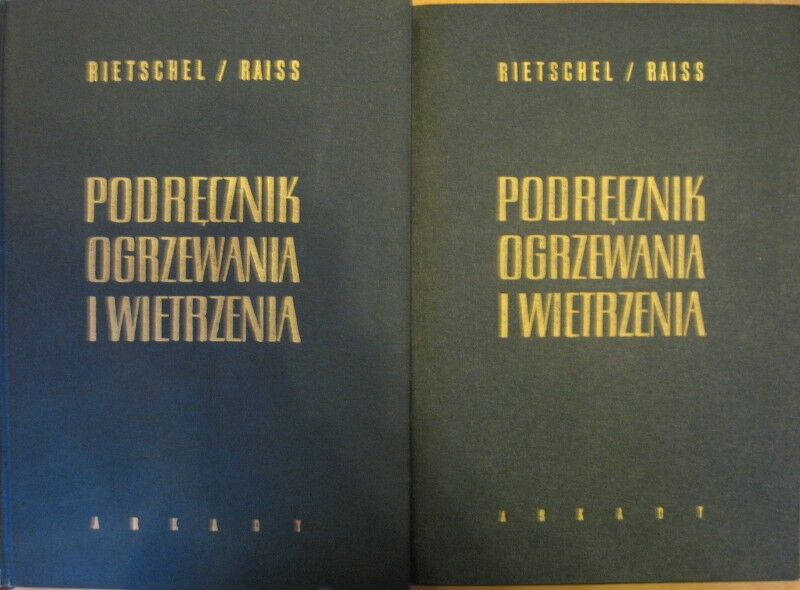 RIETSCHEL / RAISS
PODRĘCZNIK
OGRZEWANIA
I WIETRZENIA
ARKADY
RIETSCHEL / RAISS
PODRĘCZNIK
OGRZEWANIA
I WIETRZENIA
ARKADY